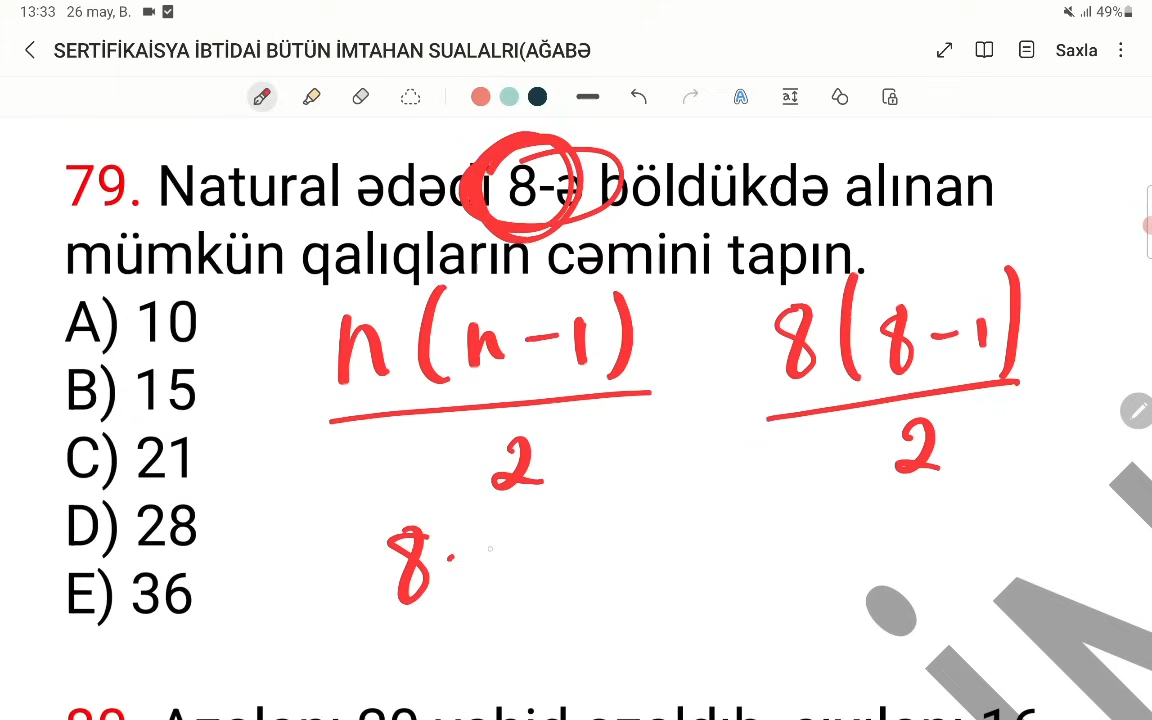 13:33 26 may, B. 49%
SERTİFİKAİSYA İBTİDAİ BÜTÜN İMTAHAN SUALALRI(AĞABƏ
Saxla
79. Natural ədədi 8-ə böldükdə alınan
mümkün qalıqların cəmini tapın.
A) 10
B) 15
C) 21
D) 28
E) 36
n(n-1)
2
8(8-1)
2
8.